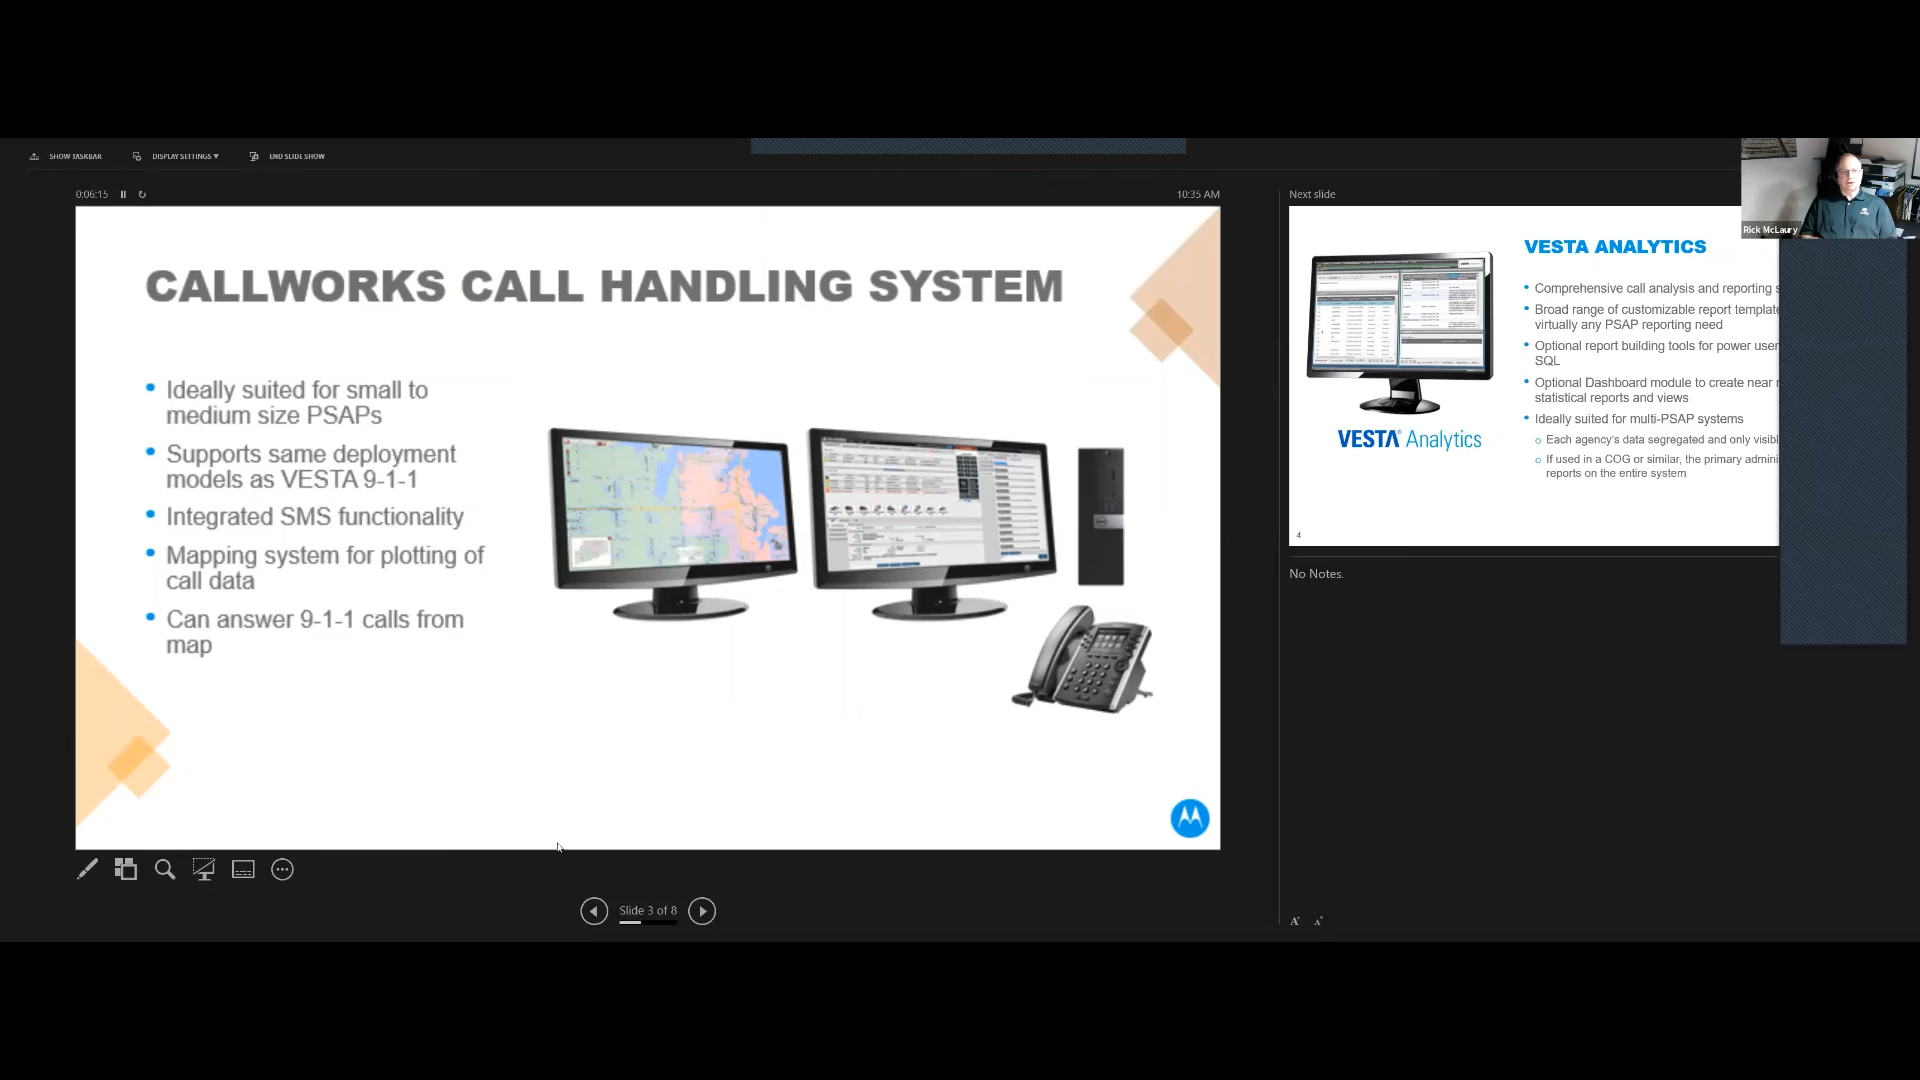 SHOW TASKBAR
DISPLAY SETTINGS ▾
END SLIDE SHOW
0:06:15
10:35 AM
CALLWORKS CALL HANDLING SYSTEM
• Ideally suited for small to
medium size PSAPs
• Supports same deployment
models as VESTA 9-1-1
• Integrated SMS functionality
• Mapping system for plotting of
call data
• Can answer 9-1-1 calls from
map
Slide 3 of 8
Next slide
Rick McLaury
VESTA ANALYTICS
• Comprehensive call analysis and reporting s
• Broad range of customizable report template
virtually any PSAP reporting need
• Optional report building tools for power user
SQL
• Optional Dashboard module to create near r
statistical reports and views
• Ideally suited for multi-PSAP systems
o Each agency's data segregated and only visibl
o If used in a COG or similar, the primary admini
reports on the entire system
VESTA® Analytics
4
No Notes.
A A